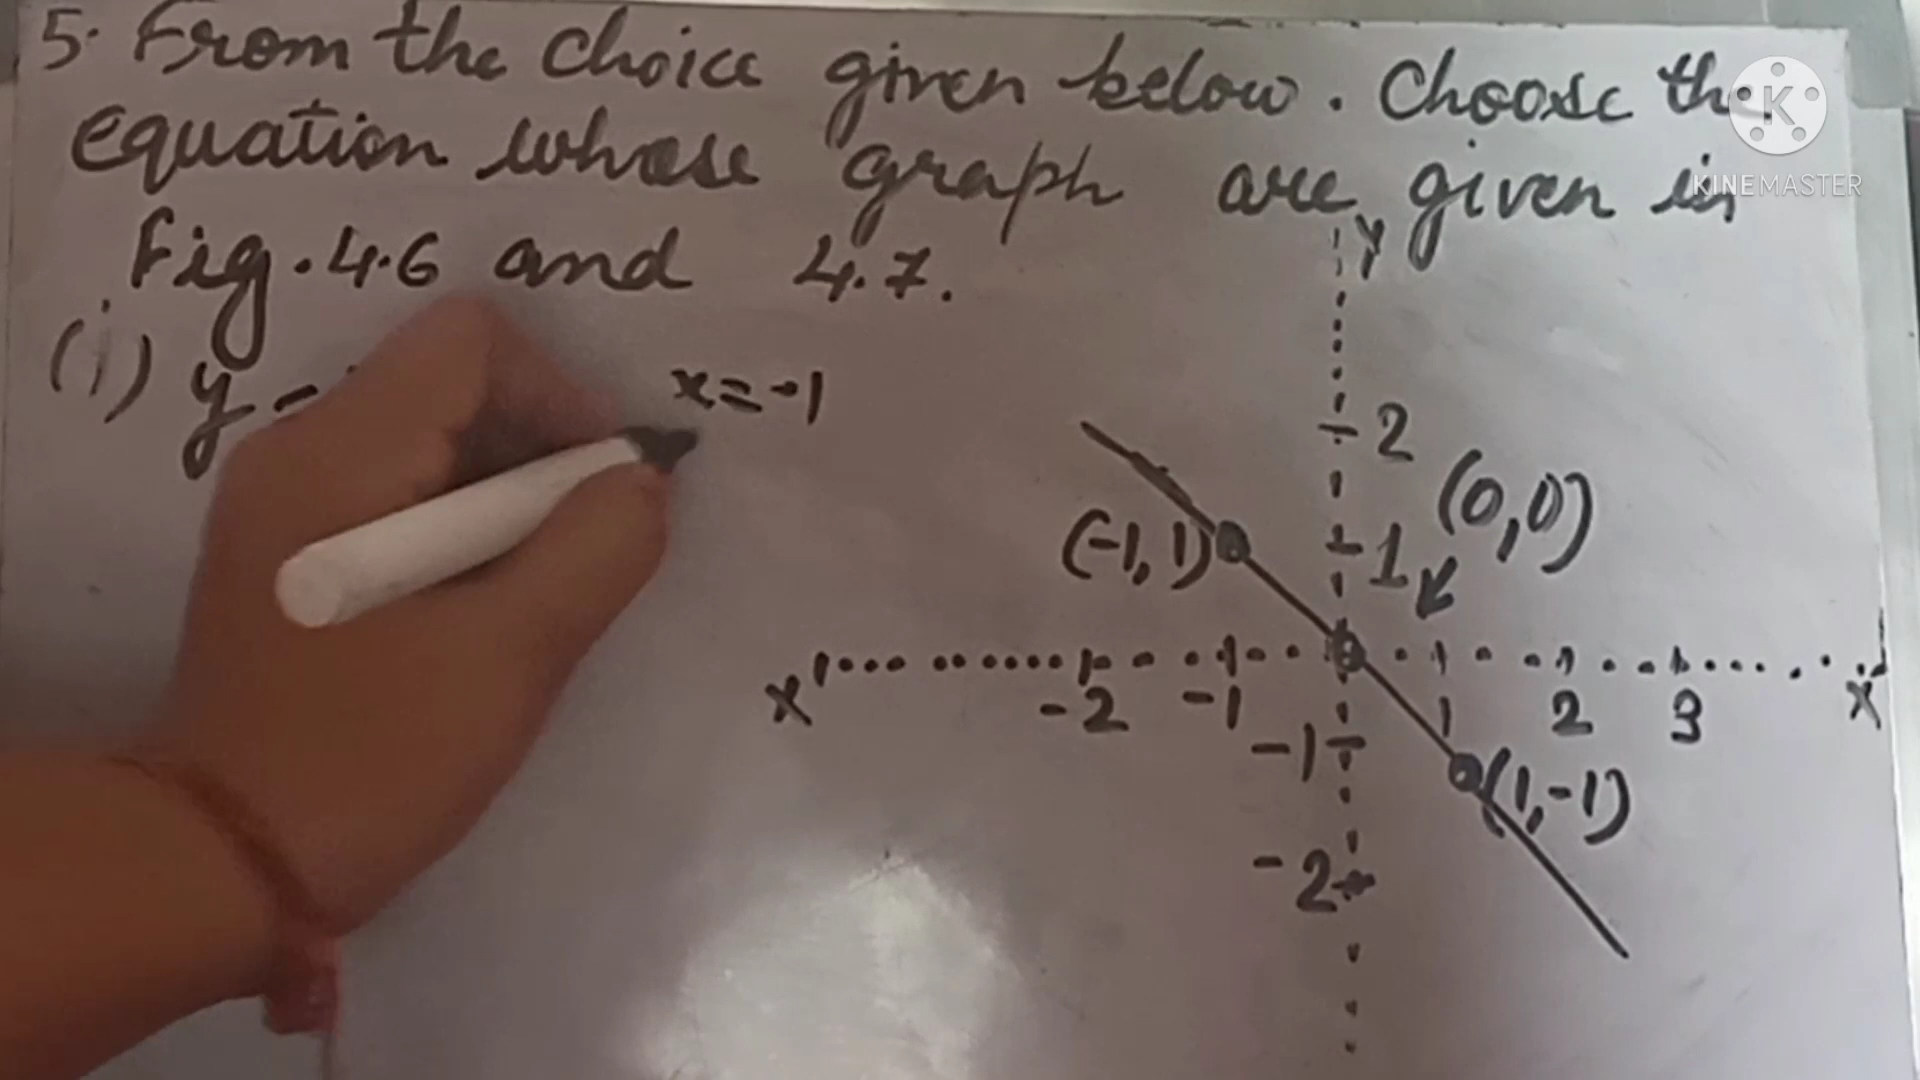 5. From the choice given below. Choose the
equation whose graph are given in
Fig. 4.6 and 4.7.
(i) y =
x = -1
Y
2
(0,0)
(-1, 1)
1
X'
-2
-1
1
2
3
X
-1
(1,-1)
-2
K
KINEMASTER